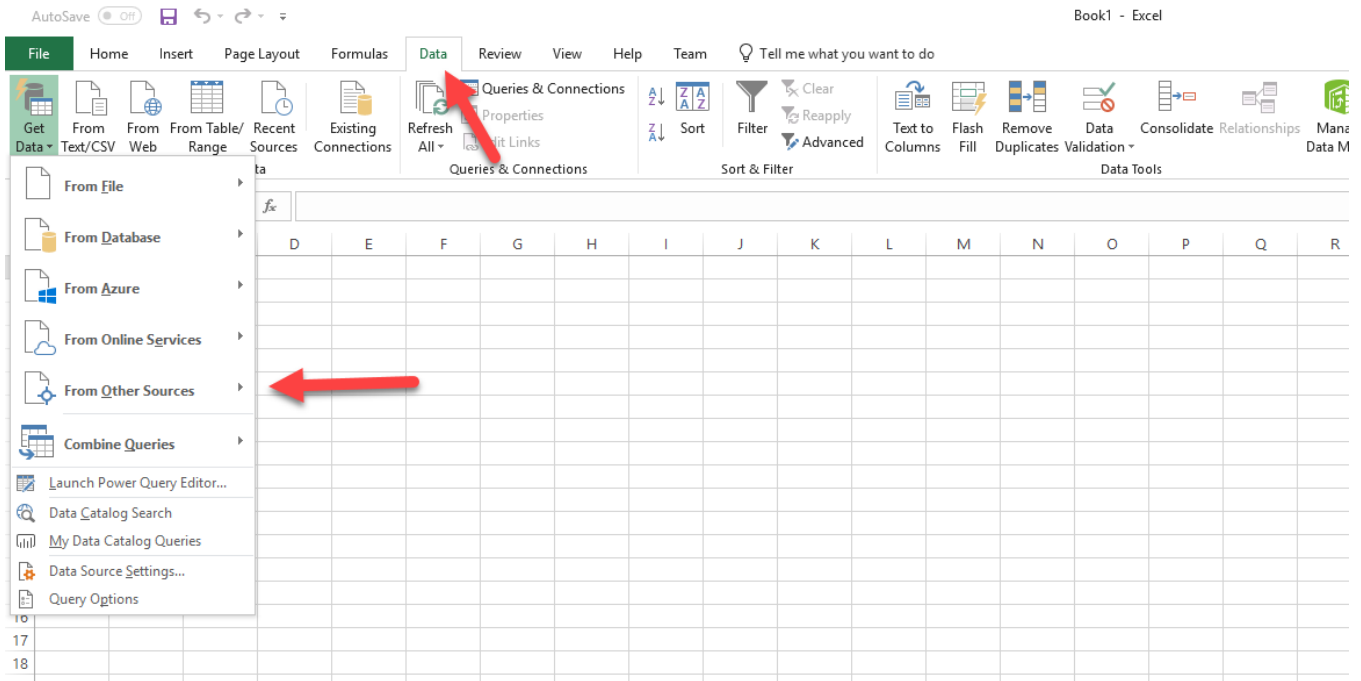 AutoSave Off Book1 - Excel
File Home Insert Page Layout Formulas Data Review View Help Team Tell me what you want to do
Get Data From Text/CSV From Web From Table/ Range Recent Sources Existing Connections
Refresh All Queries & Connections
Properties
Links
Queries & Connections
Sort Filter Clear
Reapply
Advanced
Sort & Filter
Text to Columns Flash Fill Remove Duplicates Data Validation Consolidate Relationships
Data Tools
From File
From Database
From Azure
From Online Services
From Other Sources
Combine Queries
Launch Power Query Editor...
Data Catalog Search
My Data Catalog Queries
Data Source Settings...
Query Options
fx
D E F G H I J K L M N O P Q R
16
17
18